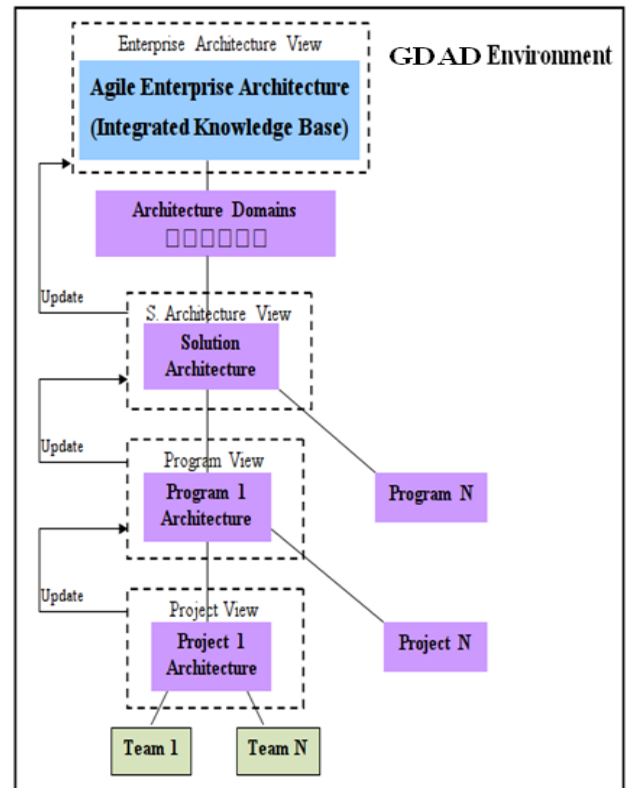 Enterprise Architecture View
GDAD Environment
Agile Enterprise Architecture
(Integrated Knowledge Base)
Architecture Domains
□□□□□□
Update
S. Architecture View
Solution
Architecture
Update
Program View
Program 1
Architecture
Program N
Update
Project View
Project 1
Architecture
Project N
Team 1
Team N